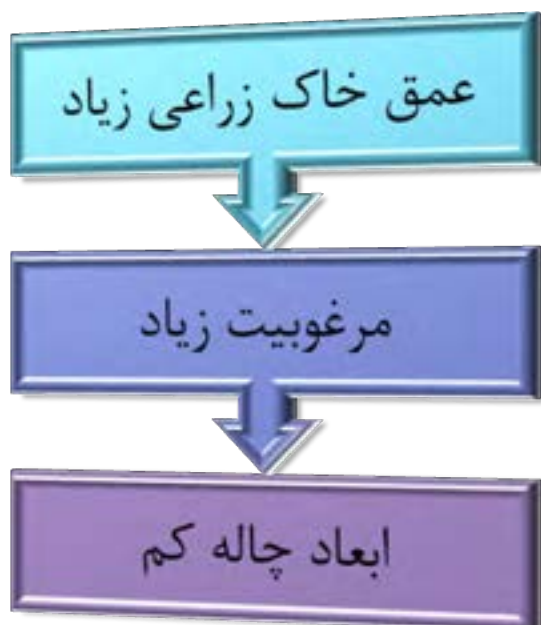 عمق خاک زراعی زیاد
مرغوبیت زیاد
ابعاد چاله کم